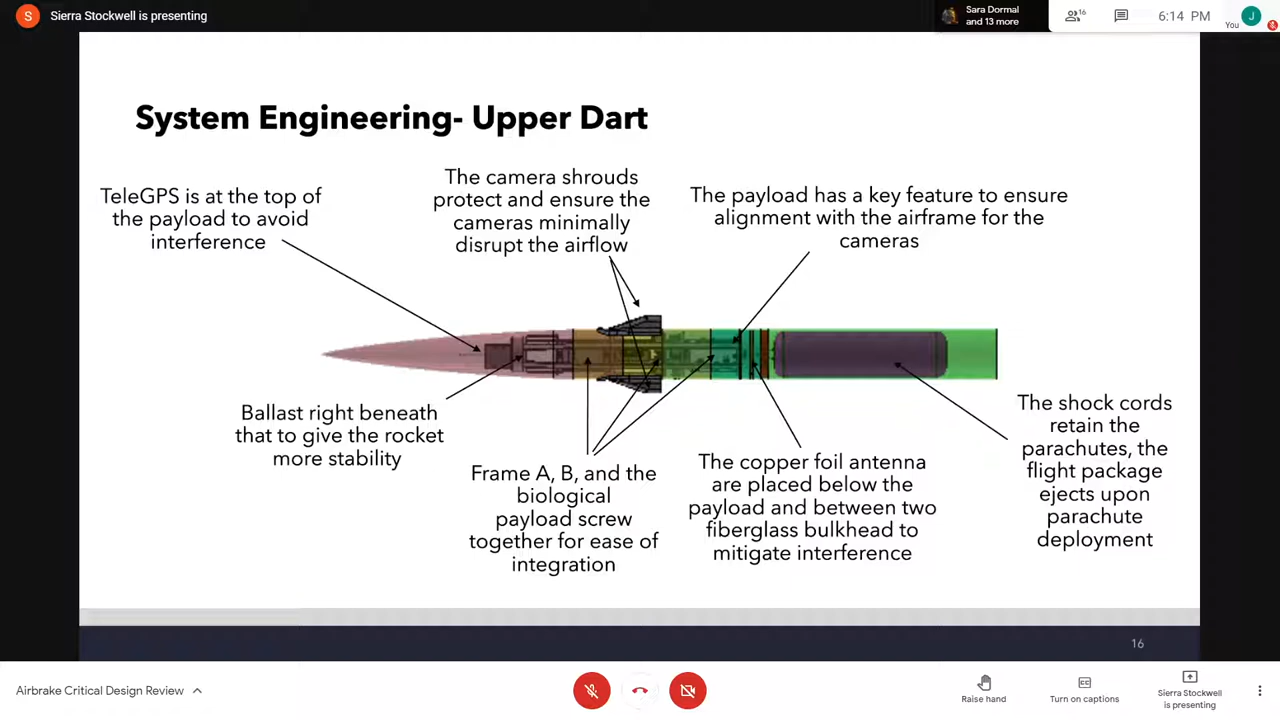 S Sierra Stockwell is presenting
Sara Dormal
and 13 more
16
6:14 PM
J
You
System Engineering- Upper Dart
TeleGPS is at the top of
the payload to avoid
interference
The camera shrouds
protect and ensure the
cameras minimally
disrupt the airflow
The payload has a key feature to ensure
alignment with the airframe for the
cameras
Ballast right beneath
that to give the rocket
more stability
Frame A, B, and the
biological
payload screw
together for ease of
integration
The copper foil antenna
are placed below the
payload and between two
fiberglass bulkhead to
mitigate interference
The shock cords
retain the
parachutes, the
flight package
ejects upon
parachute
deployment
16
Airbrake Critical Design Review
Raise hand
Turn on captions
Sierra Stockwell
is presenting